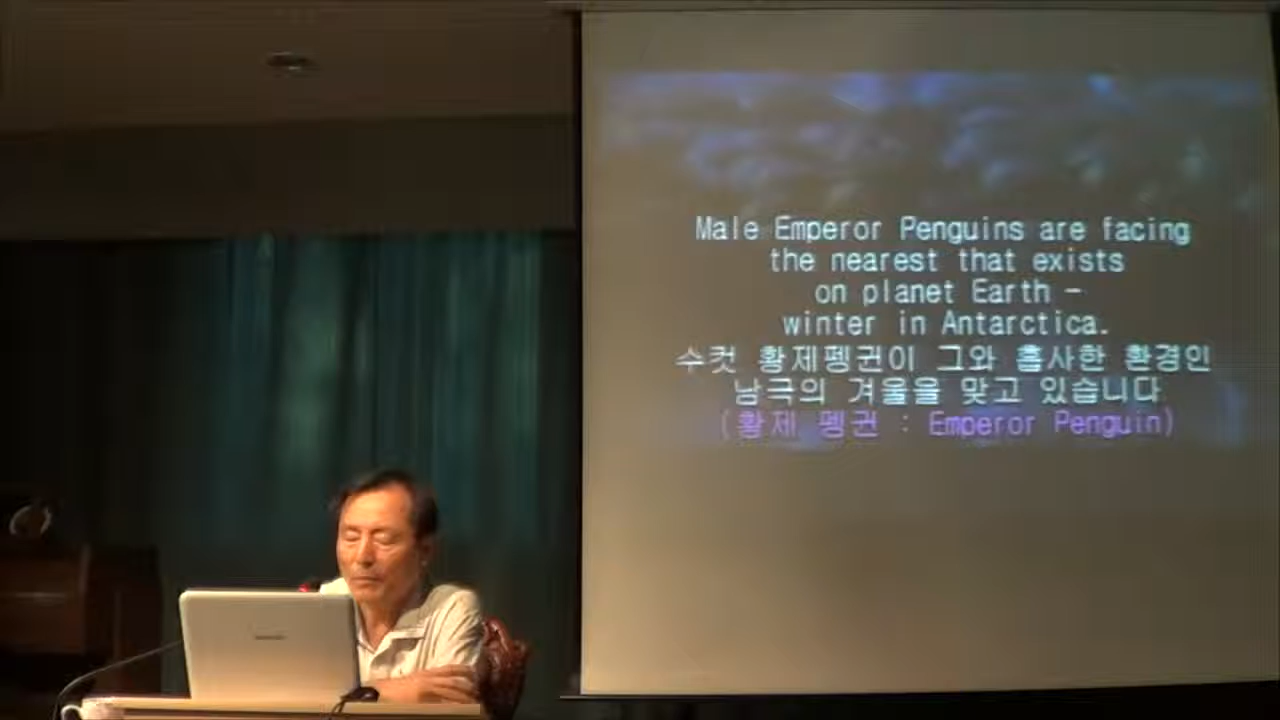 Male Emperor Penguins are facing
the nearest that exists
on planet Earth -
winter in Antarctica.
수컷 황제펭귄이 그와 흡사한 환경인
남극의 겨울을 맞고 있습니다
(황제 펭귄 : Emperor Penguin)